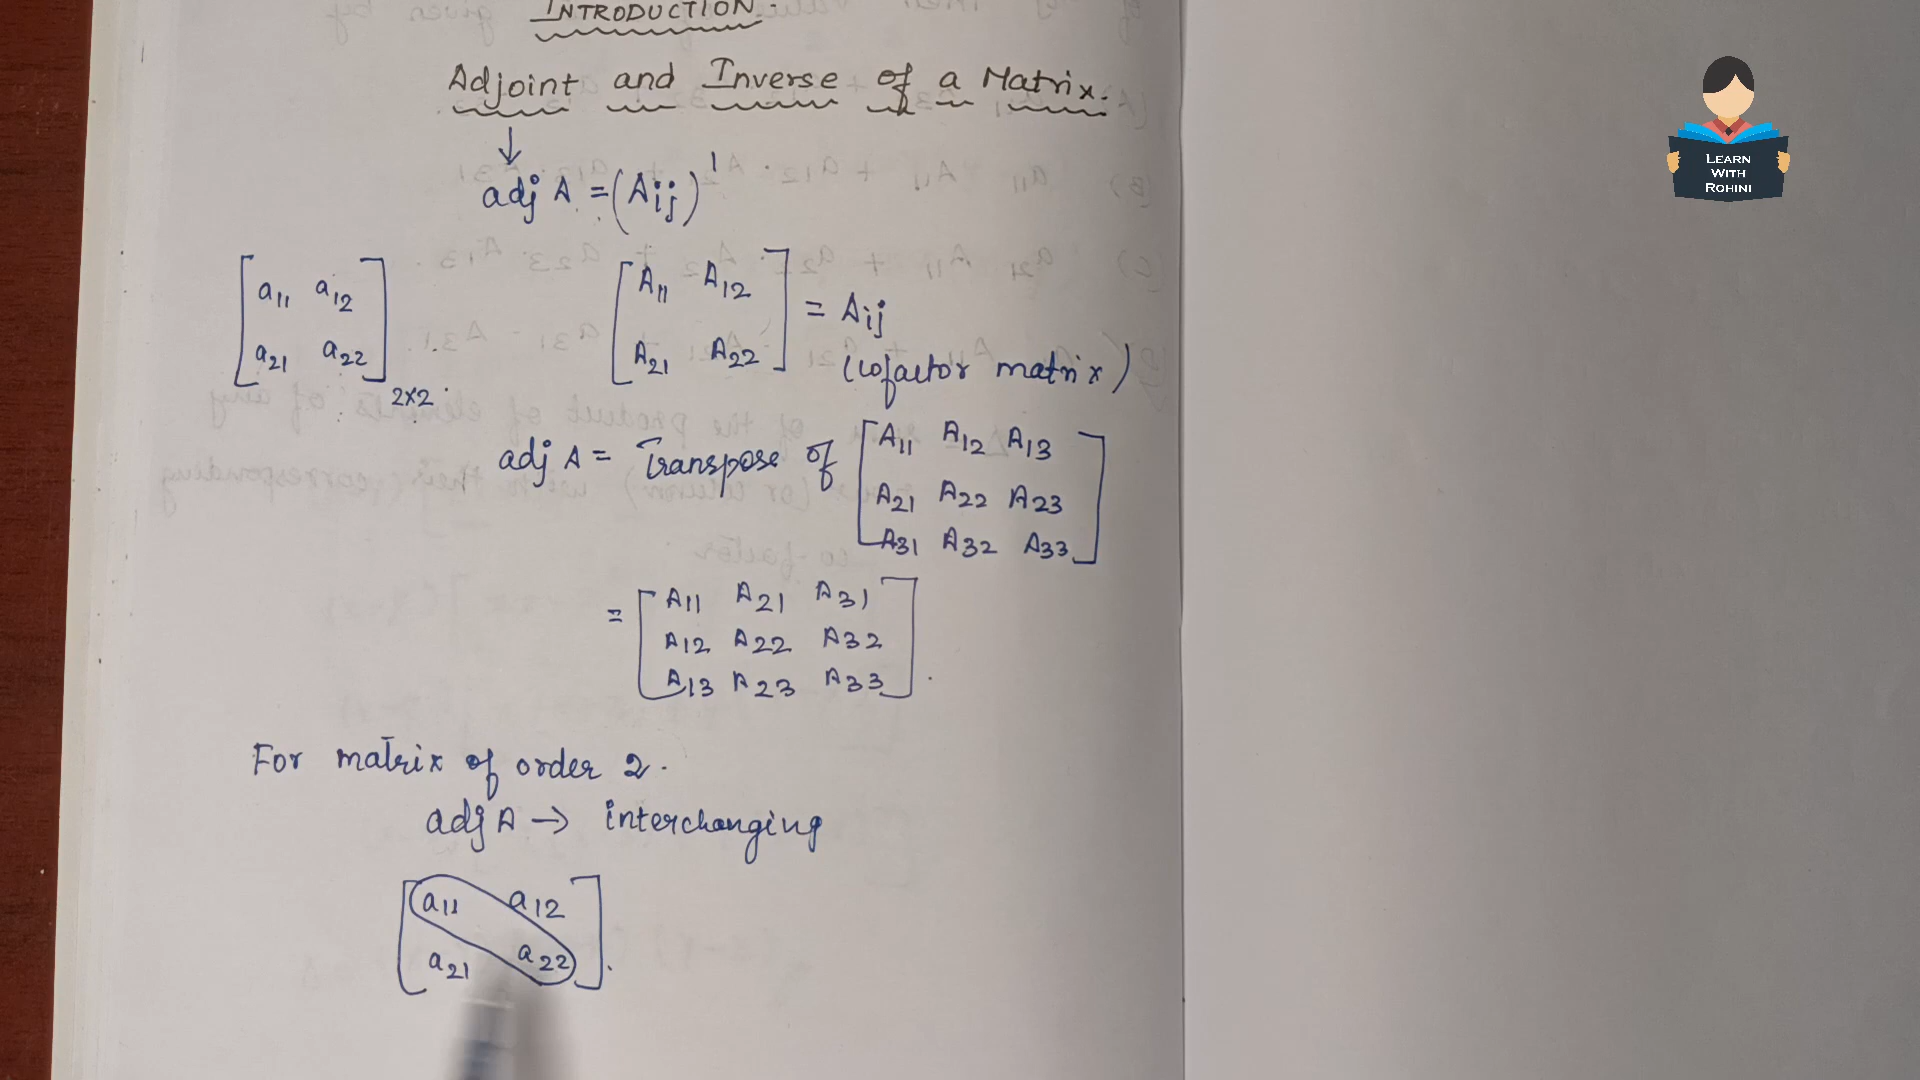 INTRODUCTION.
Adjoint and Inverse of a Matrix.
↓
adj A = (Aij)'
[a11 a12
a21 a22] 2x2
[A11 A12
A21 A22] = Aij
(cofactor matrix)
adj A = Transpose of [A11 A12 A13
A21 A22 A23
A31 A32 A33]
= [A11 A21 A31
A12 A22 A32
A13 A23 A33].
For matrix of order 2.
adj A → interchanging
[a11 a12
a21 a22].
LEARN
WITH
ROHINI